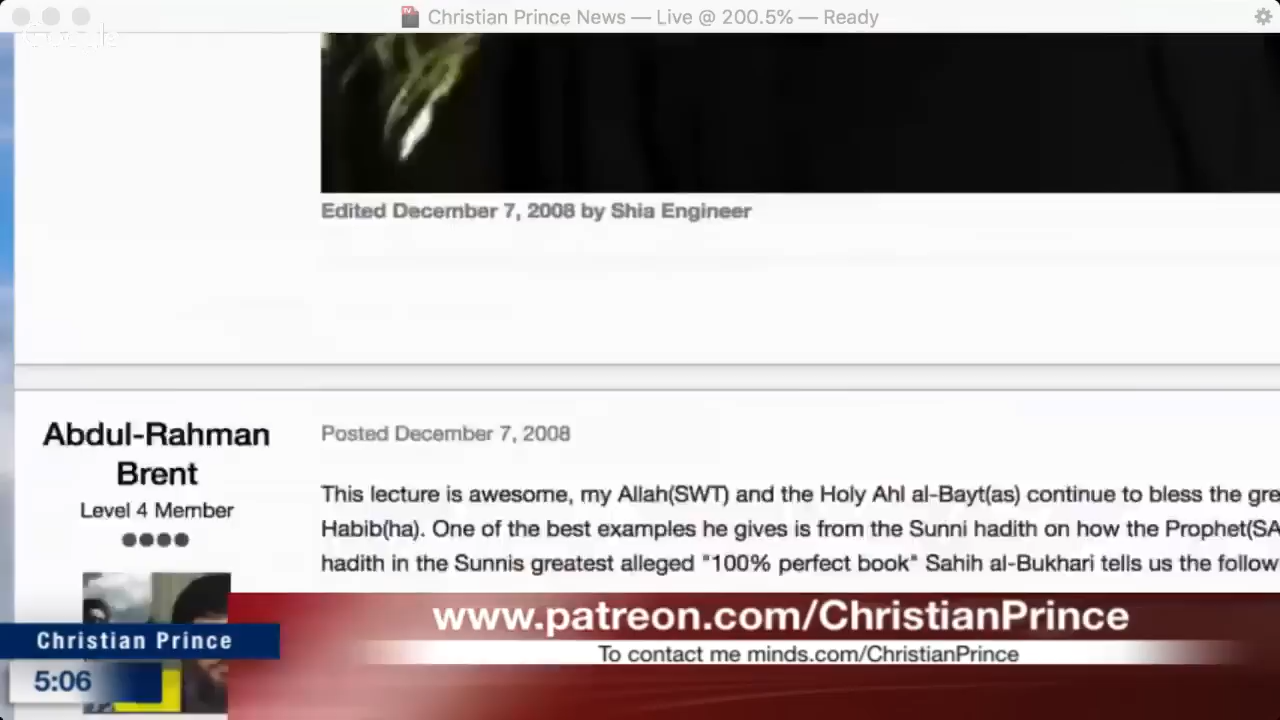 Christian Prince News — Live @ 200.5% — Ready
Edited December 7, 2008 by Shia Engineer
Abdul-Rahman
Brent
Level 4 Member
Posted December 7, 2008
This lecture is awesome, my Allah(SWT) and the Holy Ahl al-Bayt(as) continue to bless the gre
Habib(ha). One of the best examples he gives is from the Sunni hadith on how the Prophet(SA
hadith in the Sunnis greatest alleged "100% perfect book" Sahih al-Bukhari tells us the follow
www.patreon.com/ChristianPrince
To contact me minds.com/ChristianPrince
Christian Prince
5:06